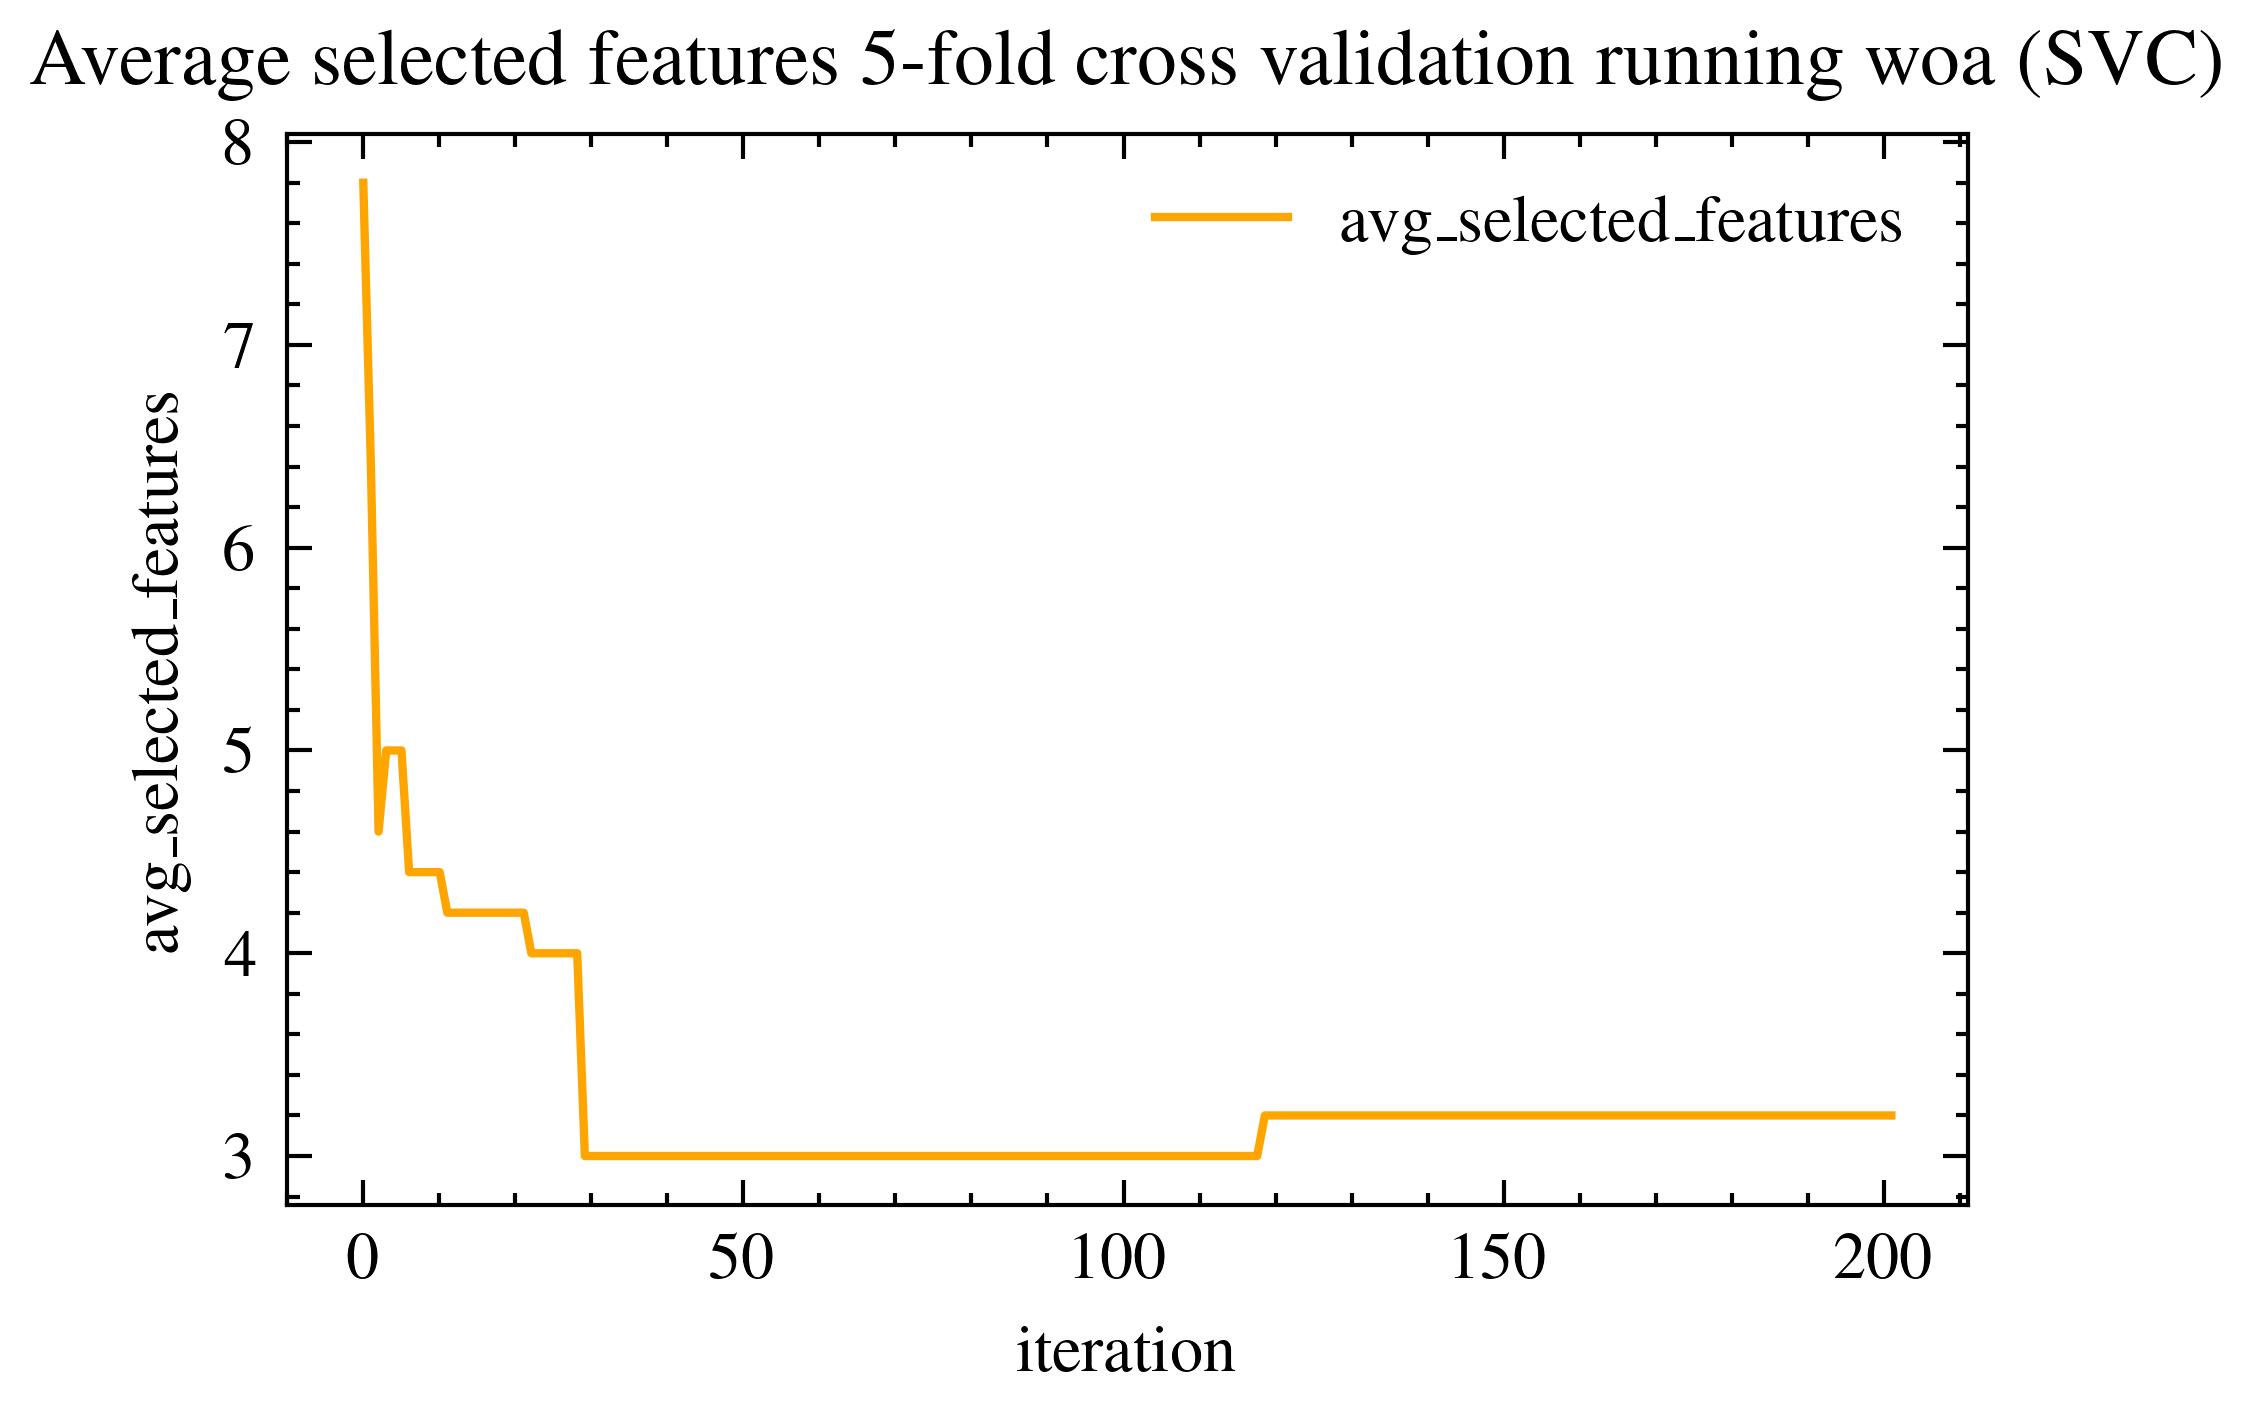 Average selected features 5-fold cross validation running woa (SVC)
8
avg_selected_features
7
6
5
4
3
avg_selected_features
0 50 100 150 200
iteration